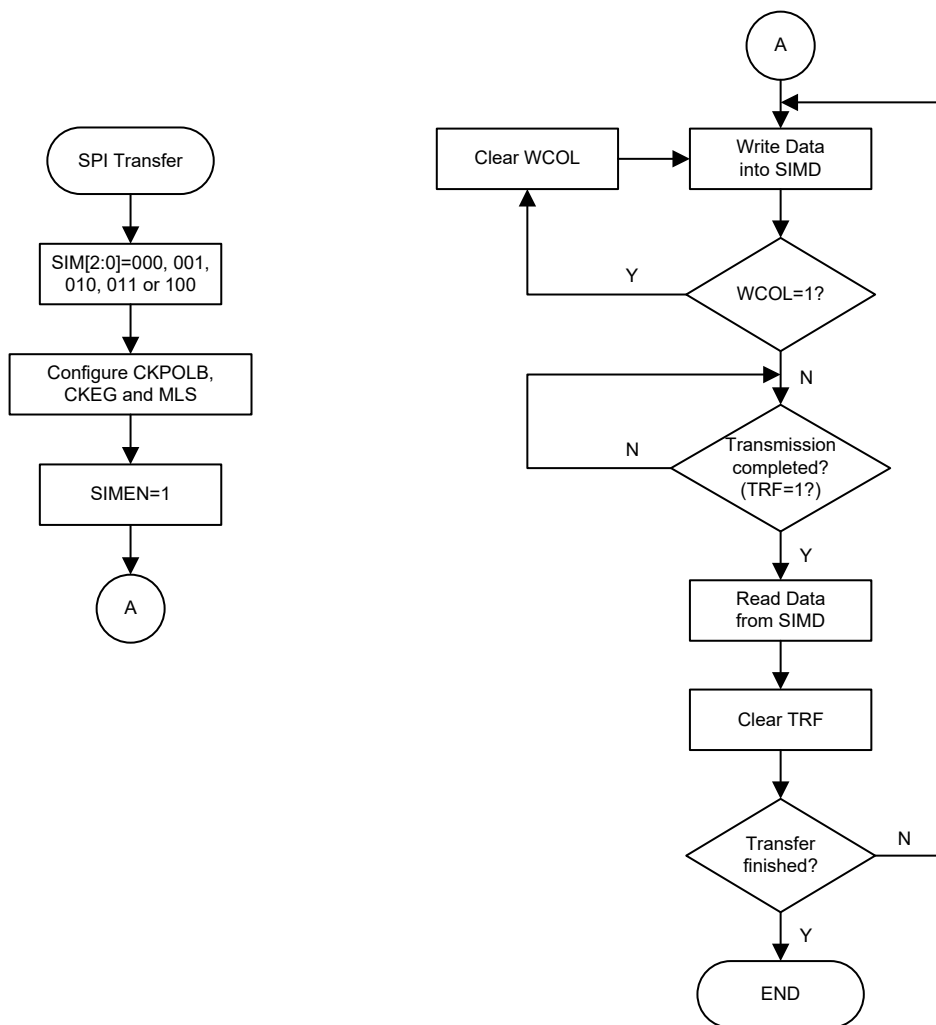 SPI Transfer
SIM[2:0]=000, 001,
010, 011 or 100
Configure CKPOLB,
CKEG and MLS
SIMEN=1
A
A
Write Data
into SIMD
Clear WCOL
Y
WCOL=1?
N
N
Transmission
completed?
(TRF=1?)
Y
Read Data
from SIMD
Clear TRF
Transfer
finished?
N
Y
END